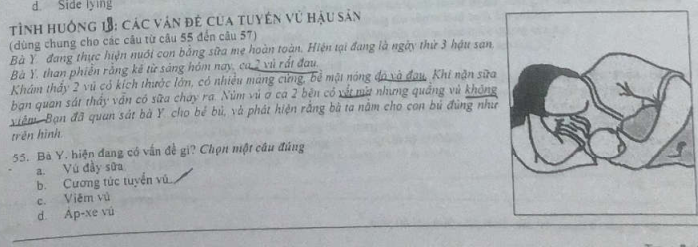 d. Side lying
TÌNH HUỐNG 13: CÁC VẤN ĐỀ CỦA TUYẾN VÚ HẬU SẢN
(dùng chung cho các câu từ câu 55 đến câu 57)
Bà Y. đang thực hiện nuôi con bằng sữa mẹ hoàn toàn. Hiện tại đang là ngày thứ 3 hậu sản.
Bà Y. than phiền rằng kể từ sáng hôm nay, cả 2 vú rất đau.
Khám thấy 2 vú có kích thước lớn, có nhiều mảng cứng, bề mặt nóng đỏ và đau. Khi nặn sữa
bạn quan sát thấy vẫn có sữa chảy ra. Núm vú ở cả 2 bên có vết nứt nhưng quầng vú không
viêm. Bạn đã quan sát bà Y. cho bé bú, và phát hiện rằng bà ta nằm cho con bú đúng như
trên hình.
55. Bà Y. hiện đang có vấn đề gì? Chọn một câu đúng
a. Vú đầy sữa
b. Cương tức tuyến vú
c. Viêm vú
d. Áp-xe vú